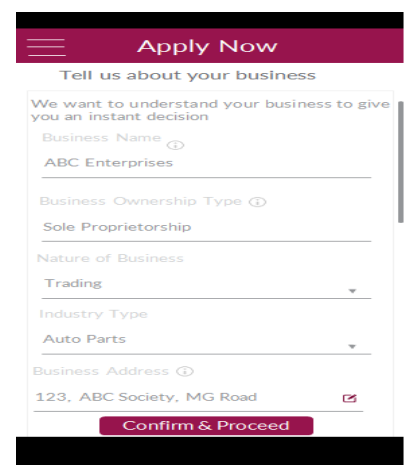 Apply Now
Tell us about your business
We want to understand your business to give
you an instant decision
Business Name
ABC Enterprises
Business Ownership Type
Sole Proprietorship
Nature of Business
Trading
Industry Type
Auto Parts
Business Address
123, ABC Society, MG Road
Confirm & Proceed